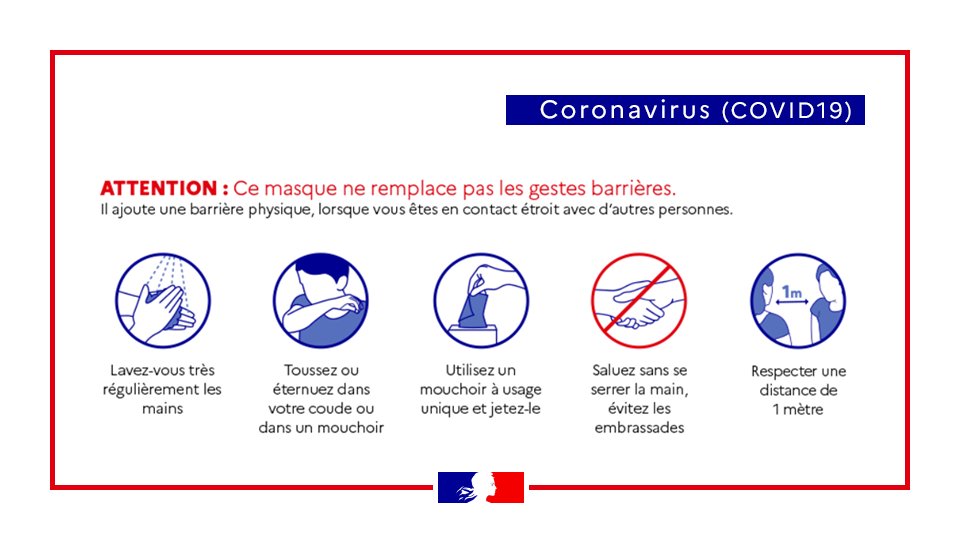 Coronavirus (COVID19)
ATTENTION : Ce masque ne remplace pas les gestes barrières.
Il ajoute une barrière physique, lorsque vous êtes en contact étroit avec d'autres personnes.
1m
Lavez-vous très
régulièrement les
mains
Toussez ou
éternuez dans
votre coude ou
dans un mouchoir
Utilisez un
mouchoir à usage
unique et jetez-le
Saluez sans se
serrer la main,
évitez les
embrassades
Respecter une
distance de
1 mètre